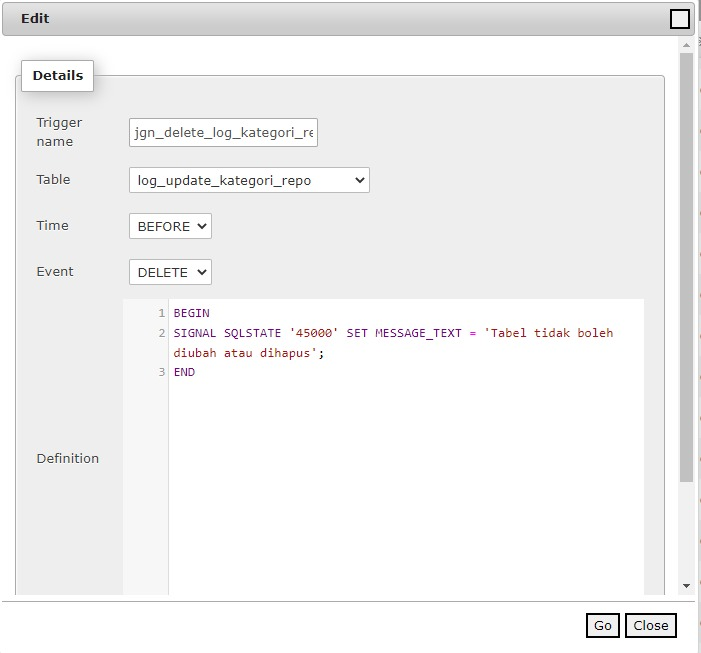 Edit
Details
Trigger
name
jgn_delete_log_kategori_re
Table
log_update_kategori_repo
Time
BEFORE
Event
DELETE
Definition
1 BEGIN
2 SIGNAL SQLSTATE '45000' SET MESSAGE_TEXT = 'Tabel tidak boleh
diubah atau dihapus';
3 END
Go Close